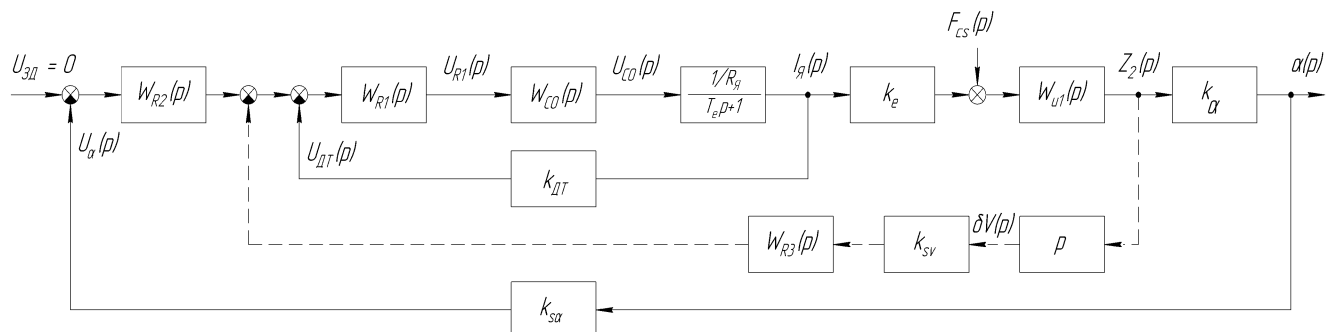 F_cs(p)
U_ЗД = 0
U_R1(p)
U_CO(p)
I_Я(p)
Z_2(p)
α(p)
W_R2(p)
W_R1(p)
W_CO(p)
1/R_Я
T_e p+1
k_e
W_u1(p)
k_α
U_α(p)
U_ДТ(p)
k_ДТ
δV(p)
W_R3(p)
k_sv
p
k_sα